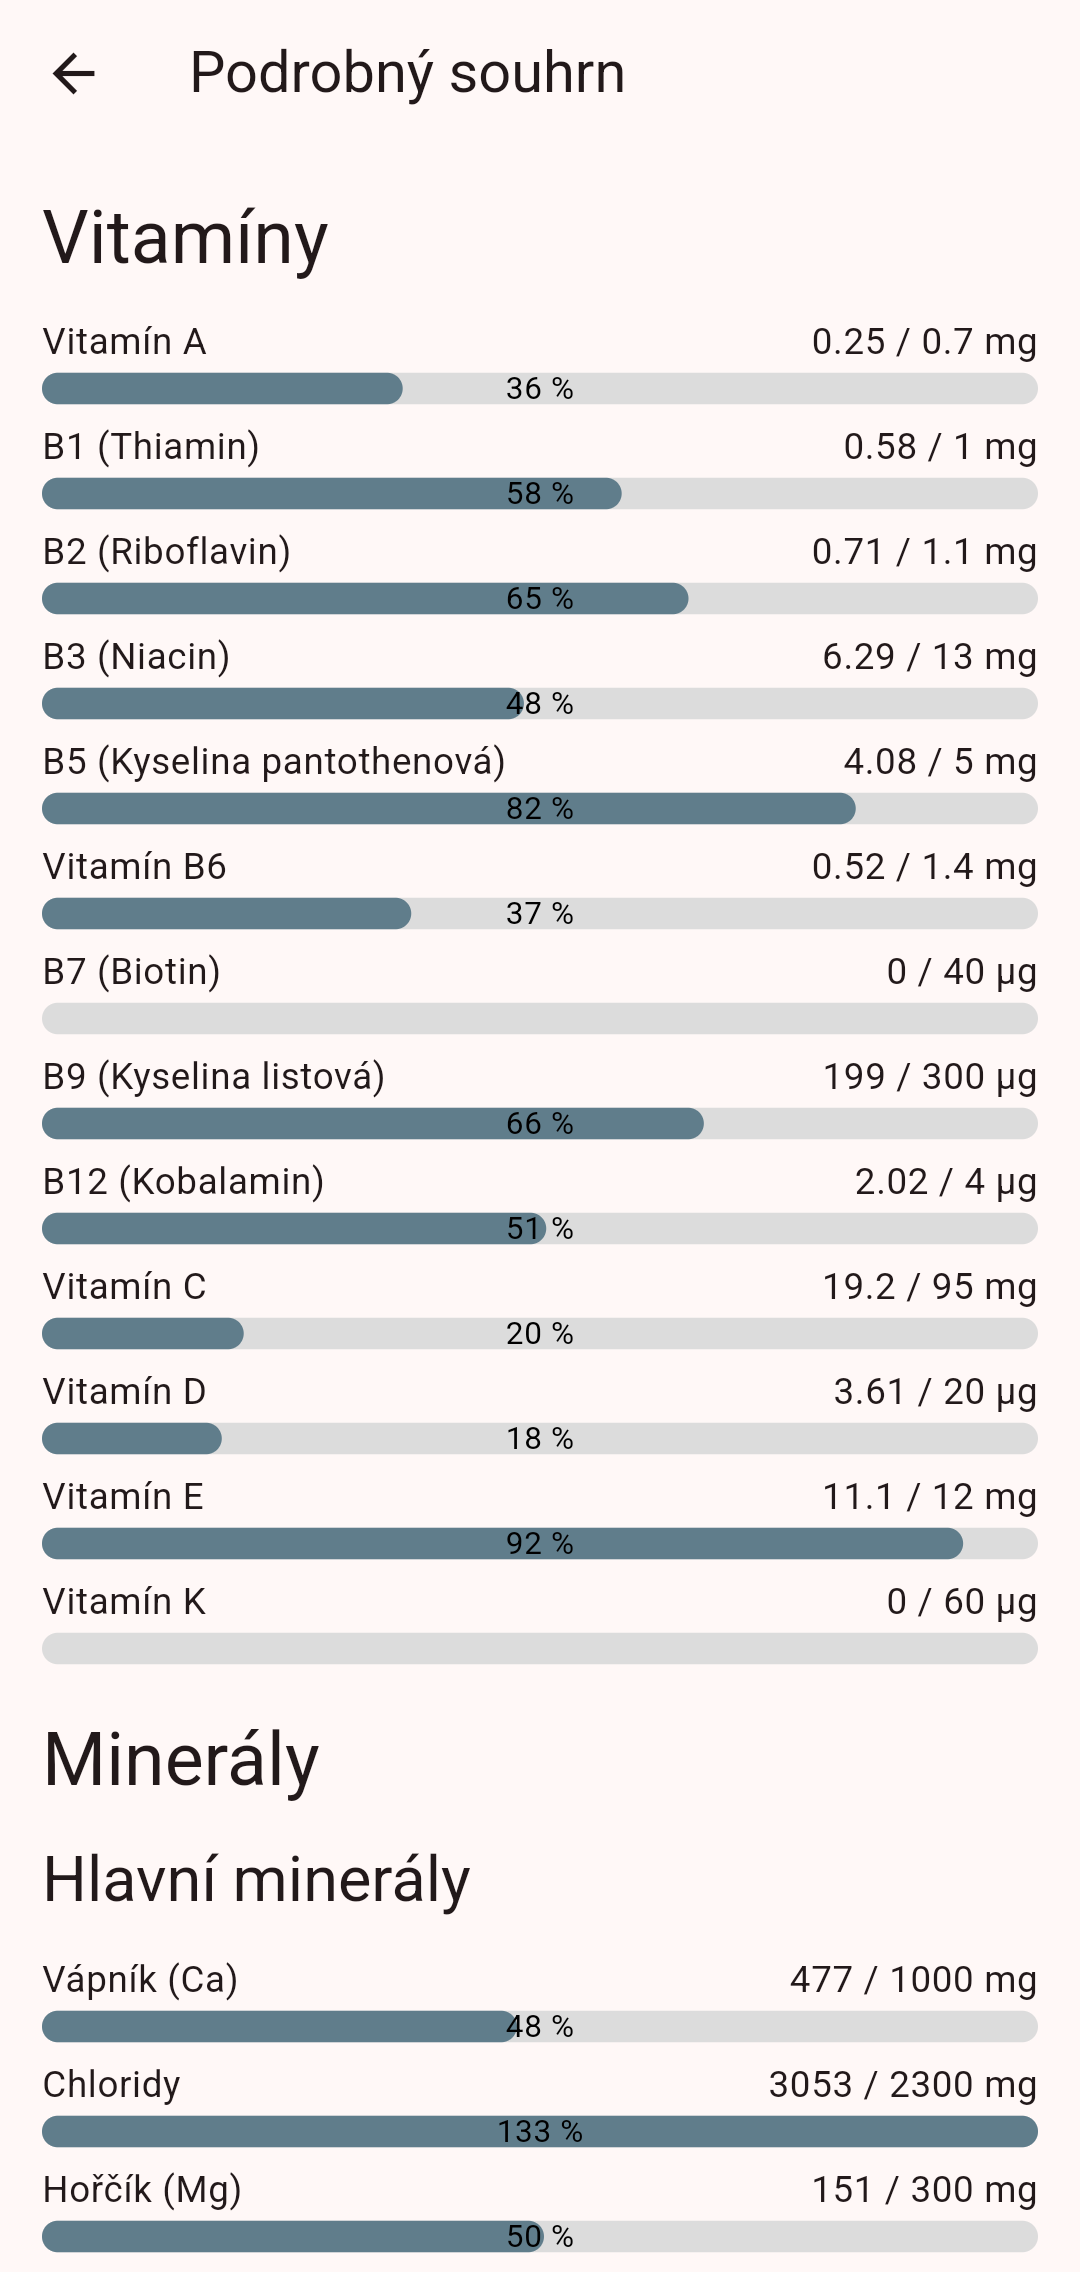 Podrobný souhrn
Vitamíny
Vitamín A 0.25 / 0.7 mg
36 %
B1 (Thiamin) 0.58 / 1 mg
58 %
B2 (Riboflavin) 0.71 / 1.1 mg
65 %
B3 (Niacin) 6.29 / 13 mg
48 %
B5 (Kyselina pantothenová) 4.08 / 5 mg
82 %
Vitamín B6 0.52 / 1.4 mg
37 %
B7 (Biotin) 0 / 40 µg
B9 (Kyselina listová) 199 / 300 µg
66 %
B12 (Kobalamin) 2.02 / 4 µg
51 %
Vitamín C 19.2 / 95 mg
20 %
Vitamín D 3.61 / 20 µg
18 %
Vitamín E 11.1 / 12 mg
92 %
Vitamín K 0 / 60 µg
Minerály
Hlavní minerály
Vápník (Ca) 477 / 1000 mg
48 %
Chloridy 3053 / 2300 mg
133 %
Hořčík (Mg) 151 / 300 mg
50 %